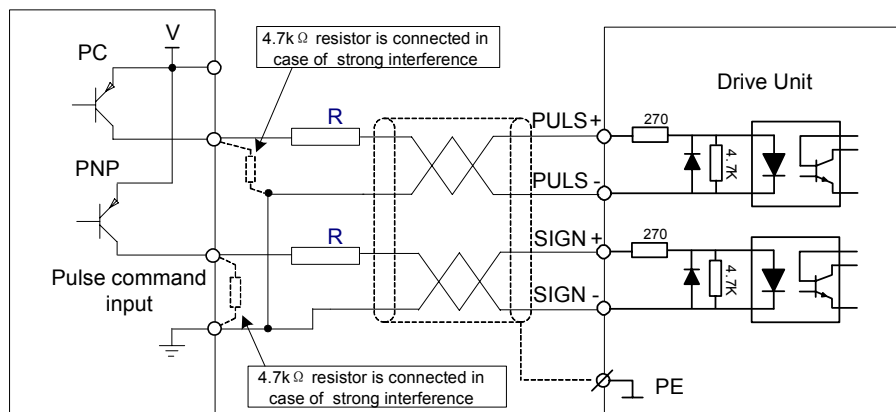 V
PC
4.7kΩ resistor is connected in
case of strong interference
Drive Unit
R
PULS+
270
4.7K
PNP
PULS-
R
SIGN +
270
4.7K
Pulse command
input
SIGN -
4.7kΩ resistor is connected in
case of strong interference
PE